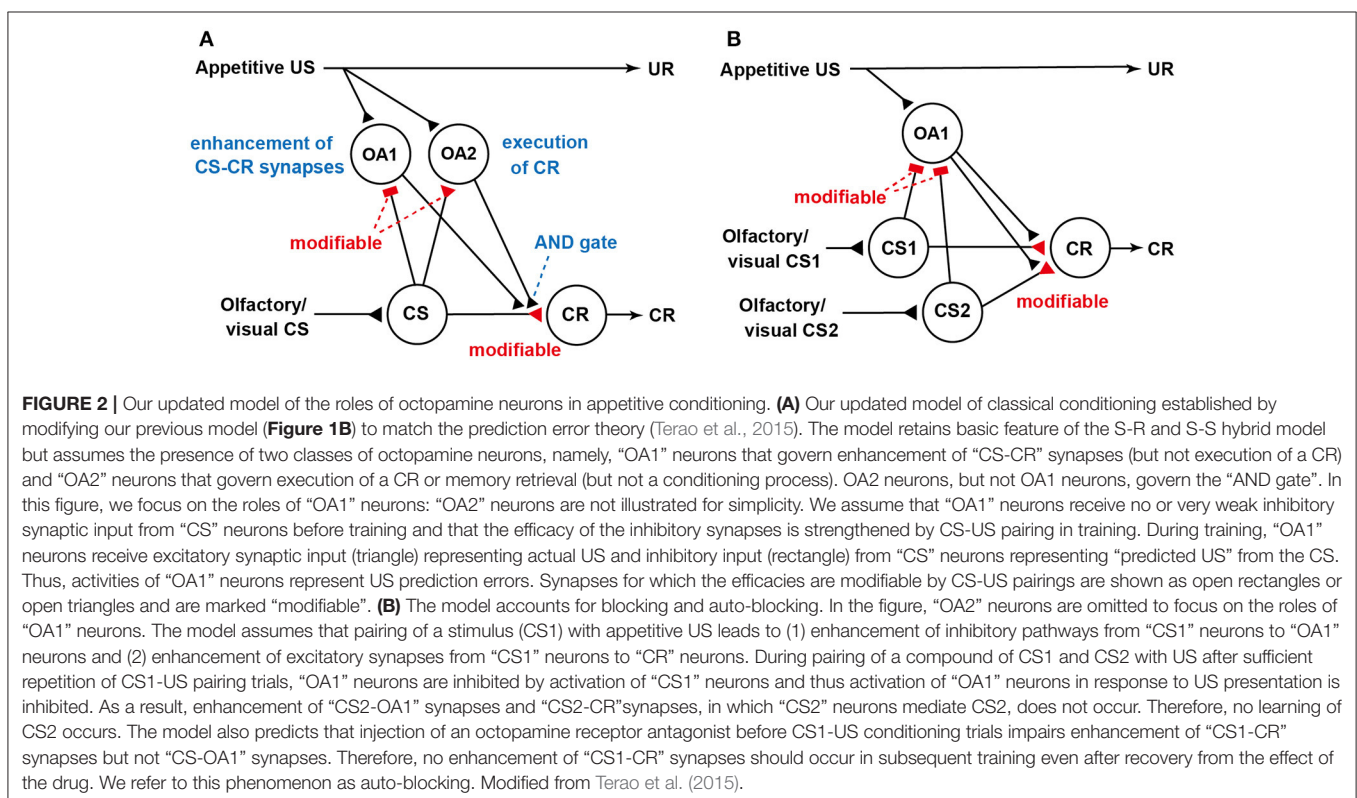 A
Appetitive US
UR
enhancement of
CS-CR synapses
OA1
OA2
execution
of CR
modifiable
AND gate
Olfactory/
visual CS
CS
CR
CR
modifiable
B
Appetitive US
UR
OA1
modifiable
Olfactory/
visual CS1
CS1
CR
CR
Olfactory/
visual CS2
CS2
modifiable
FIGURE 2 | Our updated model of the roles of octopamine neurons in appetitive conditioning. (A) Our updated model of classical conditioning established by
modifying our previous model (Figure 1B) to match the prediction error theory (Terao et al., 2015). The model retains basic feature of the S-R and S-S hybrid model
but assumes the presence of two classes of octopamine neurons, namely, “OA1” neurons that govern enhancement of “CS-CR” synapses (but not execution of a CR)
and “OA2” neurons that govern execution of a CR or memory retrieval (but not a conditioning process). OA2 neurons, but not OA1 neurons, govern the “AND gate”. In
this figure, we focus on the roles of “OA1” neurons: “OA2” neurons are not illustrated for simplicity. We assume that “OA1” neurons receive no or very weak inhibitory
synaptic input from “CS” neurons before training and that the efficacy of the inhibitory synapses is strengthened by CS-US pairing in training. During training, “OA1”
neurons receive excitatory synaptic input (triangle) representing actual US and inhibitory input (rectangle) from “CS” neurons representing “predicted US” from the CS.
Thus, activities of “OA1” neurons represent US prediction errors. Synapses for which the efficacies are modifiable by CS-US pairings are shown as open rectangles or
open triangles and are marked “modifiable”. (B) The model accounts for blocking and auto-blocking. In the figure, “OA2” neurons are omitted to focus on the roles of
“OA1” neurons. The model assumes that pairing of a stimulus (CS1) with appetitive US leads to (1) enhancement of inhibitory pathways from “CS1” neurons to “OA1”
neurons and (2) enhancement of excitatory synapses from “CS1” neurons to “CR” neurons. During pairing of a compound of CS1 and CS2 with US after sufficient
repetition of CS1-US pairing trials, “OA1” neurons are inhibited by activation of “CS1” neurons and thus activation of “OA1” neurons in response to US presentation is
inhibited. As a result, enhancement of “CS2-OA1” synapses and “CS2-CR”synapses, in which “CS2” neurons mediate CS2, does not occur. Therefore, no learning of
CS2 occurs. The model also predicts that injection of an octopamine receptor antagonist before CS1-US conditioning trials impairs enhancement of “CS1-CR”
synapses but not “CS-OA1” synapses. Therefore, no enhancement of “CS1-CR” synapses should occur in subsequent training even after recovery from the effect of
the drug. We refer to this phenomenon as auto-blocking. Modified from Terao et al. (2015).